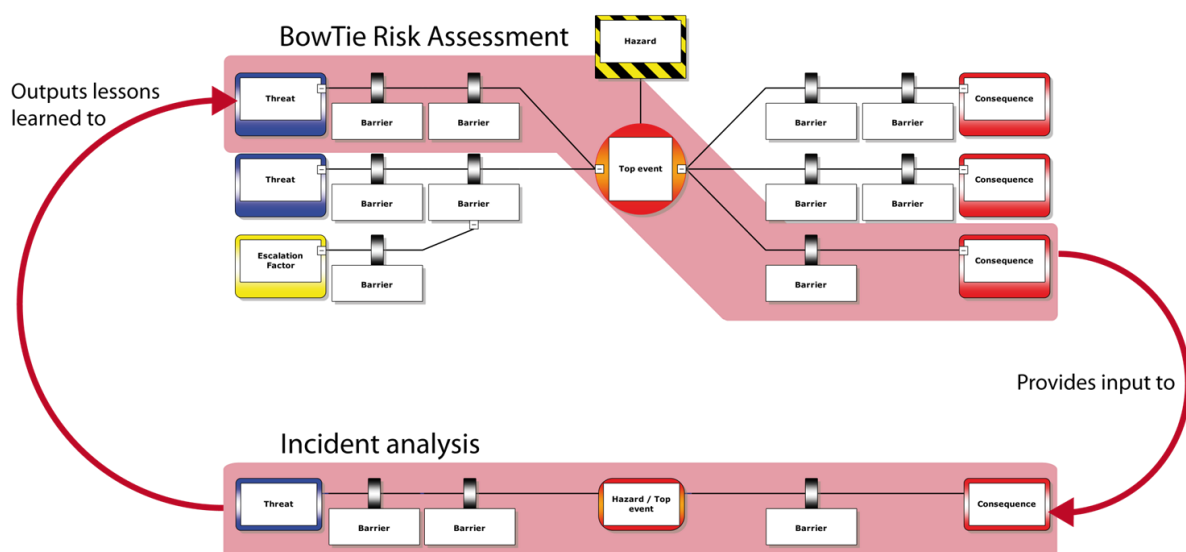 BowTie Risk Assessment
Hazard
Outputs lessons
learned to
Threat
Barrier
Barrier
Top event
Barrier
Barrier
Consequence
Threat
Barrier
Barrier
Barrier
Barrier
Consequence
Escalation
Factor
Barrier
Barrier
Consequence
Provides input to
Incident analysis
Threat
Barrier
Barrier
Hazard / Top
event
Barrier
Consequence